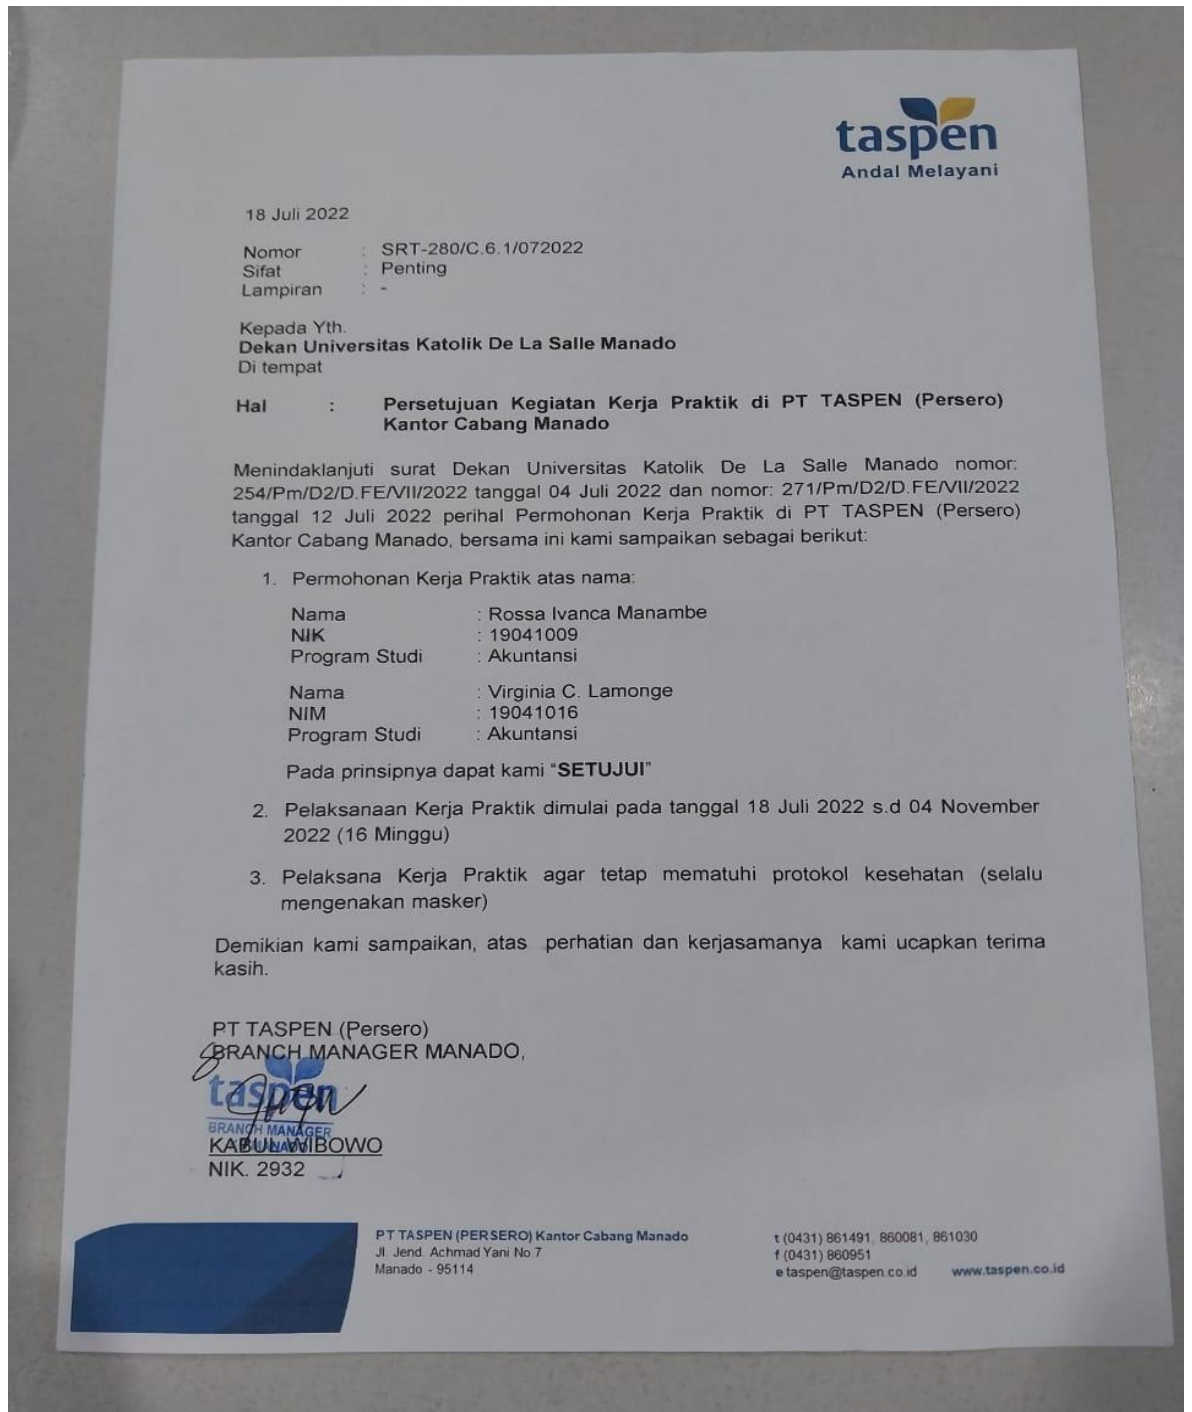 taspen
Andal Melayani
18 Juli 2022
Nomor : SRT-280/C.6.1/072022
Sifat : Penting
Lampiran : -
Kepada Yth.
Dekan Universitas Katolik De La Salle Manado
Di tempat
Hal : Persetujuan Kegiatan Kerja Praktik di PT TASPEN (Persero)
Kantor Cabang Manado
Menindaklanjuti surat Dekan Universitas Katolik De La Salle Manado nomor:
254/Pm/D2/D.FE/VII/2022 tanggal 04 Juli 2022 dan nomor: 271/Pm/D2/D.FE/VII/2022
tanggal 12 Juli 2022 perihal Permohonan Kerja Praktik di PT TASPEN (Persero)
Kantor Cabang Manado, bersama ini kami sampaikan sebagai berikut:
1. Permohonan Kerja Praktik atas nama:
Nama : Rossa Ivanca Manambe
NIK : 19041009
Program Studi : Akuntansi
Nama : Virginia C. Lamonge
NIM : 19041016
Program Studi : Akuntansi
Pada prinsipnya dapat kami “SETUJUI”
2. Pelaksanaan Kerja Praktik dimulai pada tanggal 18 Juli 2022 s.d 04 November
2022 (16 Minggu)
3. Pelaksana Kerja Praktik agar tetap mematuhi protokol kesehatan (selalu
mengenakan masker)
Demikian kami sampaikan, atas perhatian dan kerjasamanya kami ucapkan terima
kasih.
PT TASPEN (Persero)
BRANCH MANAGER MANADO,
taspen
BRANCH MANAGER
MANADO
KABUL WIBOWO
NIK. 2932
PT TASPEN (PERSERO) Kantor Cabang Manado
Jl. Jend. Achmad Yani No.7
Manado - 95114
t (0431) 861491, 860081, 861030
f (0431) 860951
e taspen@taspen.co.id www.taspen.co.id